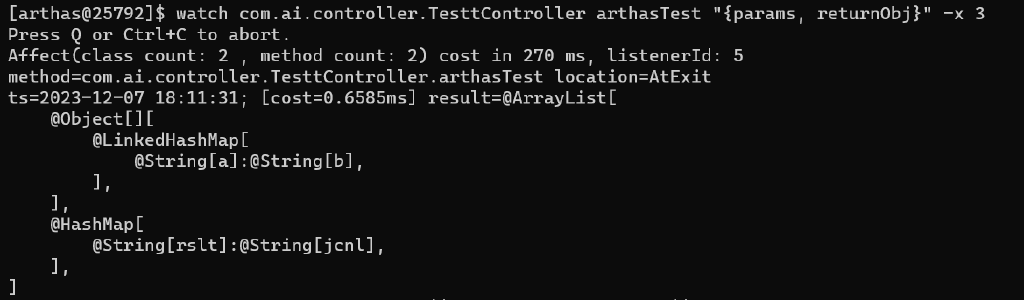 [arthas@25792]$ watch com.ai.controller.TesttController arthasTest "{params, returnObj}" -x 3
Press Q or Ctrl+C to abort.
Affect(class count: 2 , method count: 2) cost in 270 ms, listenerId: 5
method=com.ai.controller.TesttController.arthasTest location=AtExit
ts=2023-12-07 18:11:31; [cost=0.6585ms] result=@ArrayList[
    @Object[][
        @LinkedHashMap[
            @String[a]:@String[b],
        ],
    ],
    @HashMap[
        @String[rslt]:@String[jcnl],
    ],
]